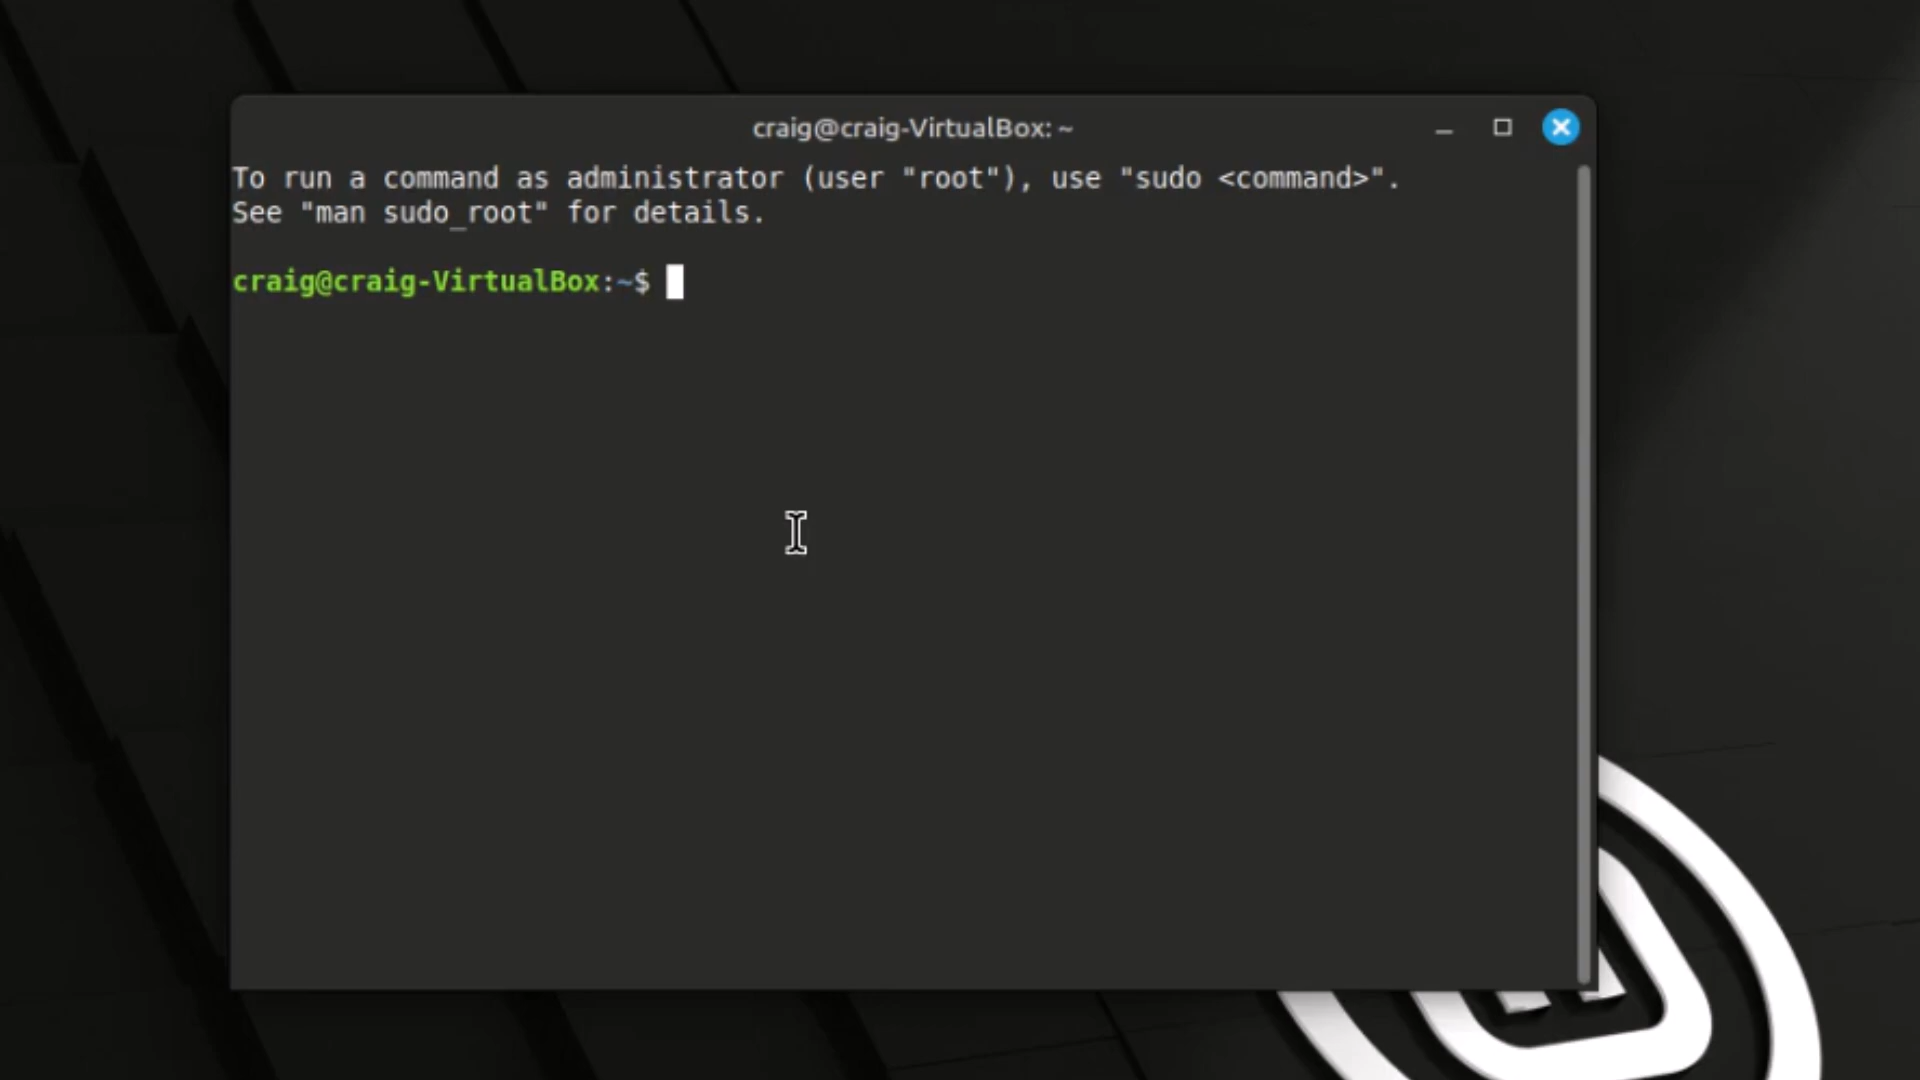 craig@craig-VirtualBox: ~
To run a command as administrator (user "root"), use "sudo <command>".
See "man sudo_root" for details.
craig@craig-VirtualBox:~$